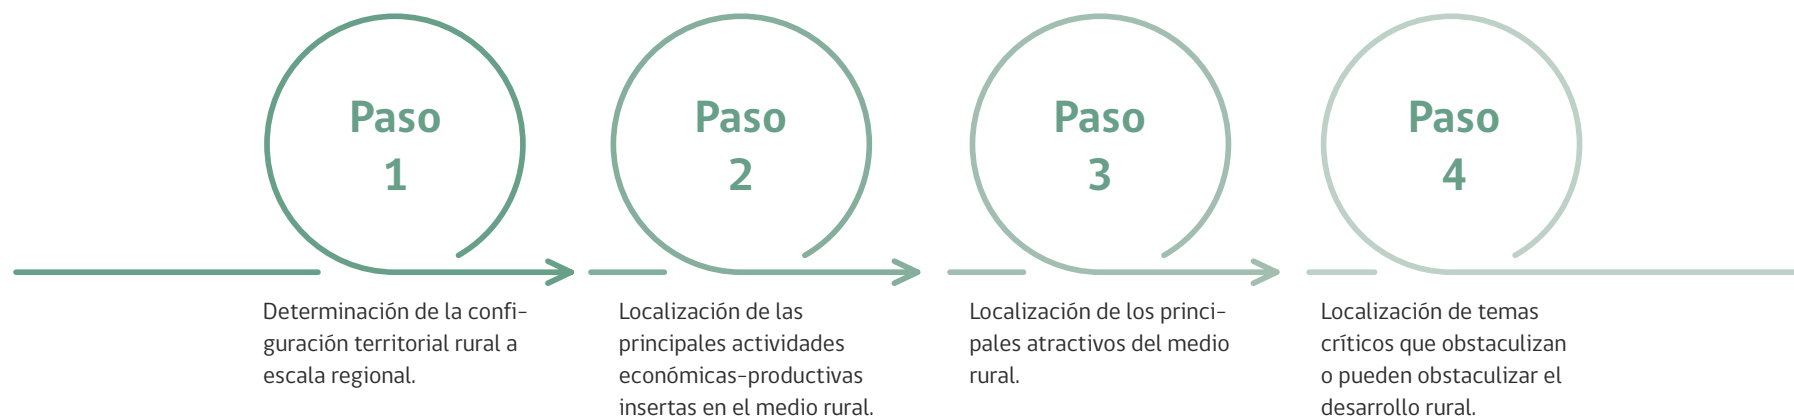 Paso
1
Determinación de la confi-
guración territorial rural a
escala regional.
Paso
2
Localización de las
principales actividades
económicas-productivas
insertas en el medio rural.
Paso
3
Localización de los princi-
pales atractivos del medio
rural.
Paso
4
Localización de temas
críticos que obstaculizan
o pueden obstaculizar el
desarrollo rural.